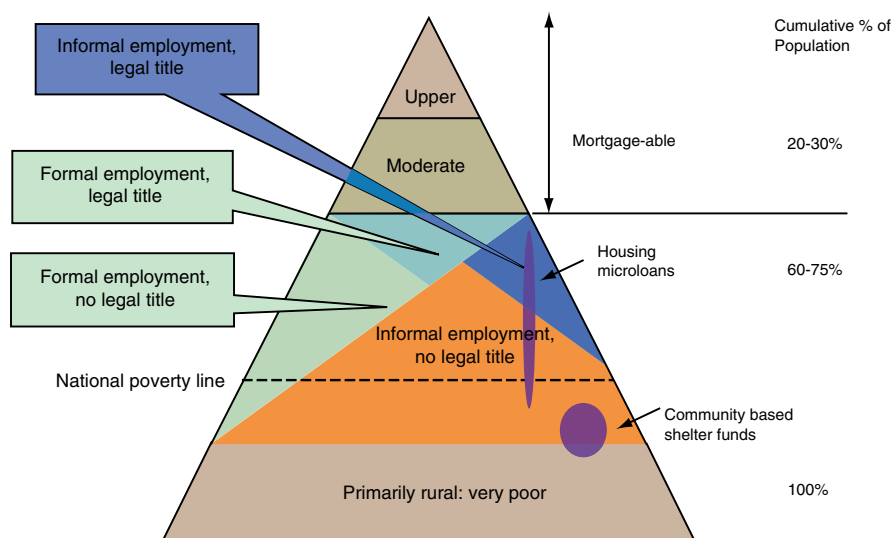 Cumulative % of
Population
Informal employment,
legal title
Upper
Mortgage-able
20-30%
Moderate
Formal employment,
legal title
Housing
microloans
60-75%
Formal employment,
no legal title
Informal employment,
no legal title
National poverty line
Community based
shelter funds
Primarily rural: very poor
100%